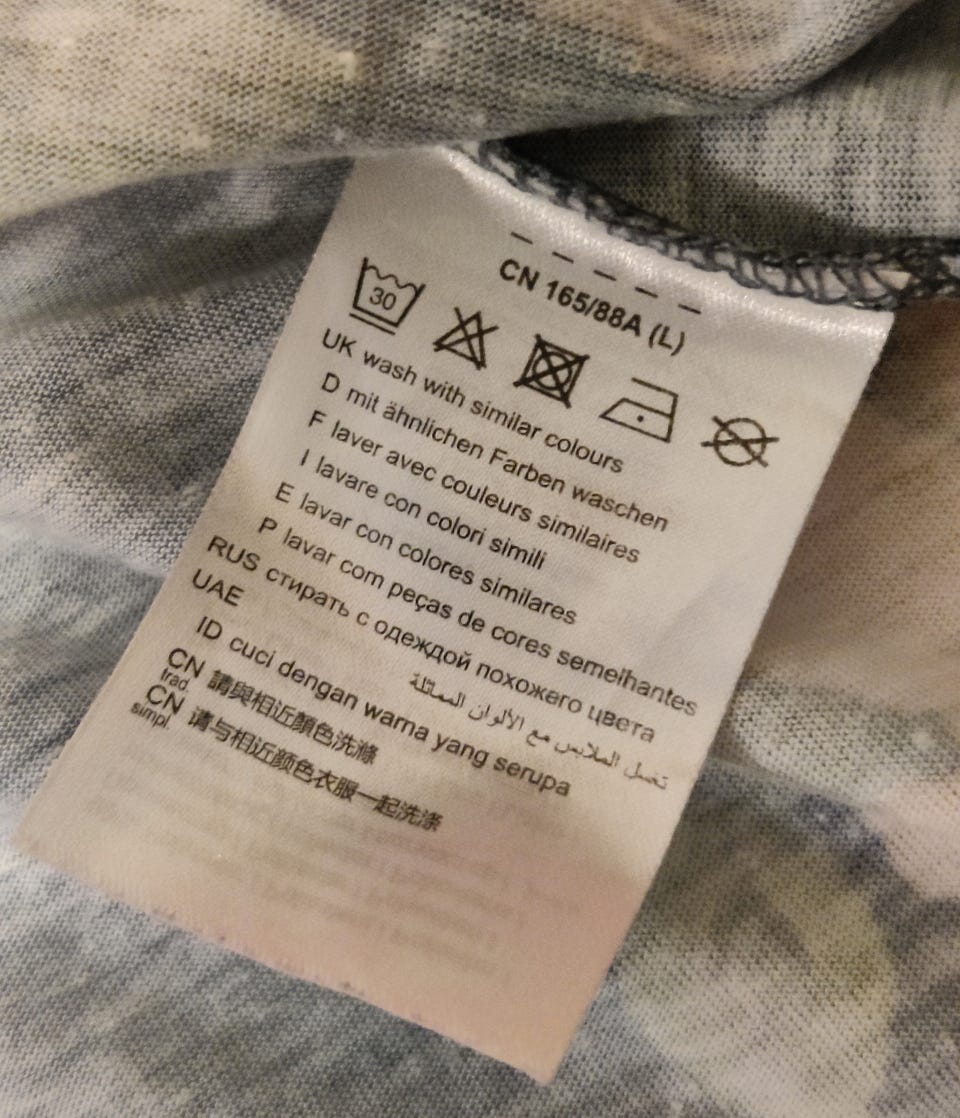 CN 165/88A (L)
30
UK wash with similar colours
D mit ähnlichen Farben waschen
F laver avec couleurs similaires
I lavare con colori simili
E lavar con colores similares
P lavar com peças de cores semelhantes
RUS стирать с одеждой похожего цвета
UAE تغسل الملابس مع الألوان المماثلة
ID cuci dengan warna yang serupa
CN trad. 請與相近顏色洗滌
CN simpl. 请与相近颜色衣服一起洗涤